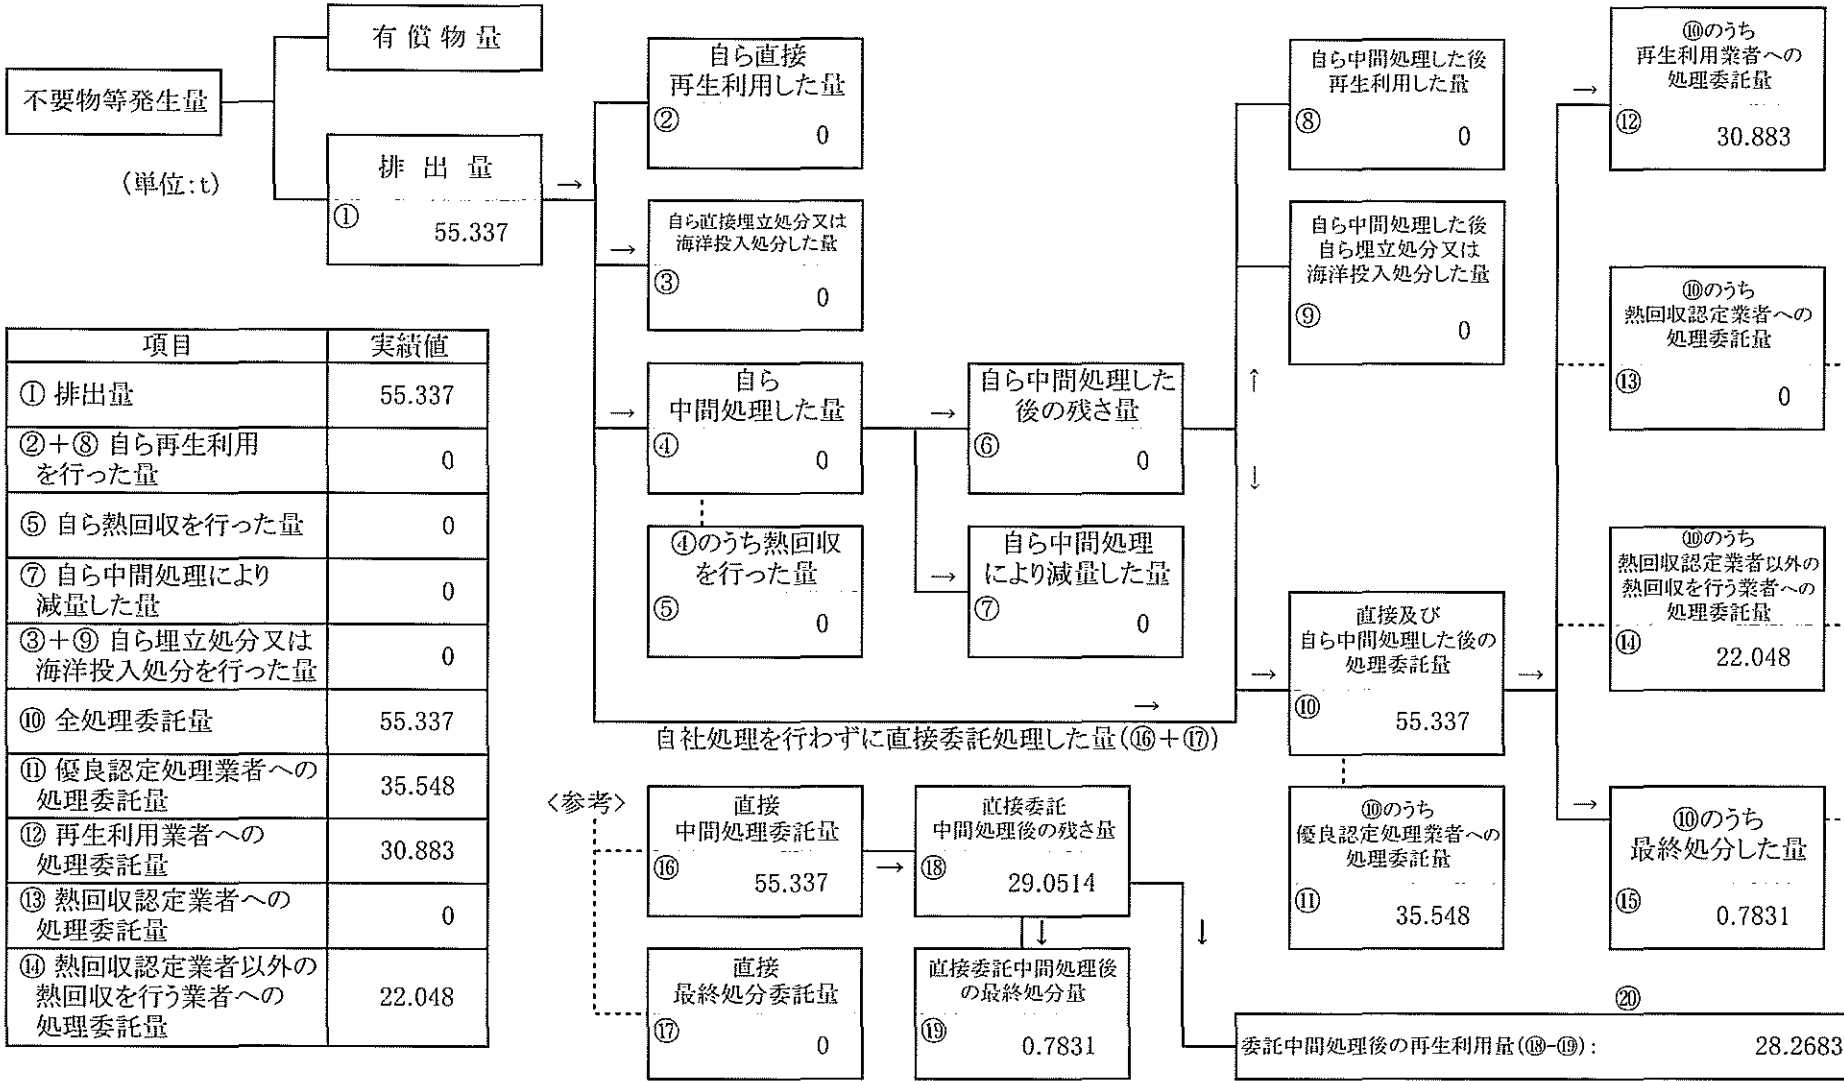 有償物量
不要物等発生量
(単位:t)
排出量
①
55.337
→
自ら直接
再生利用した量
②
0
→
自ら直接埋立処分又は
海洋投入処分した量
③
0
→
自ら
中間処理した量
④
0
④のうち熱回収
を行った量
⑤
0
→
自ら中間処理した
後の残さ量
⑥
0
→
自ら中間処理
により減量した量
⑦
0
↑
↓
自ら中間処理した後
再生利用した量
⑧
0
自ら中間処理した後
自ら埋立処分又は
海洋投入処分した量
⑨
0
→
自社処理を行わずに直接委託処理した量(⑯+⑰)
→
直接及び
自ら中間処理した後の
処理委託量
⑩
55.337
⑩のうち
優良認定処理業者への
処理委託量
⑪
35.548
→
→
⑩のうち
再生利用業者への
処理委託量
⑫
30.883
⑩のうち
熱回収認定業者への
処理委託量
⑬
0
⑩のうち
熱回収認定業者以外の
熱回収を行う業者への
処理委託量
⑭
22.048
→
⑩のうち
最終処分した量
⑮
0.7831
項目 実績値
① 排出量 55.337
②+⑧ 自ら再生利用
を行った量 0
⑤ 自ら熱回収を行った量 0
⑦ 自ら中間処理により
減量した量 0
③+⑨ 自ら埋立処分又は
海洋投入処分を行った量 0
⑩ 全処理委託量 55.337
⑪ 優良認定処理業者への
処理委託量 35.548
⑫ 再生利用業者への
処理委託量 30.883
⑬ 熱回収認定業者への
処理委託量 0
⑭ 熱回収認定業者以外の
熱回収を行う業者への
処理委託量 22.048
<参考>
直接
中間処理委託量
⑯
55.337
→
直接委託
中間処理後の残さ量
⑱
29.0514
↓
↓
直接
最終処分委託量
⑰
0
直接委託中間処理後
の最終処分量
⑲
0.7831
⑳
委託中間処理後の再生利用量(⑱-⑲): 28.2683